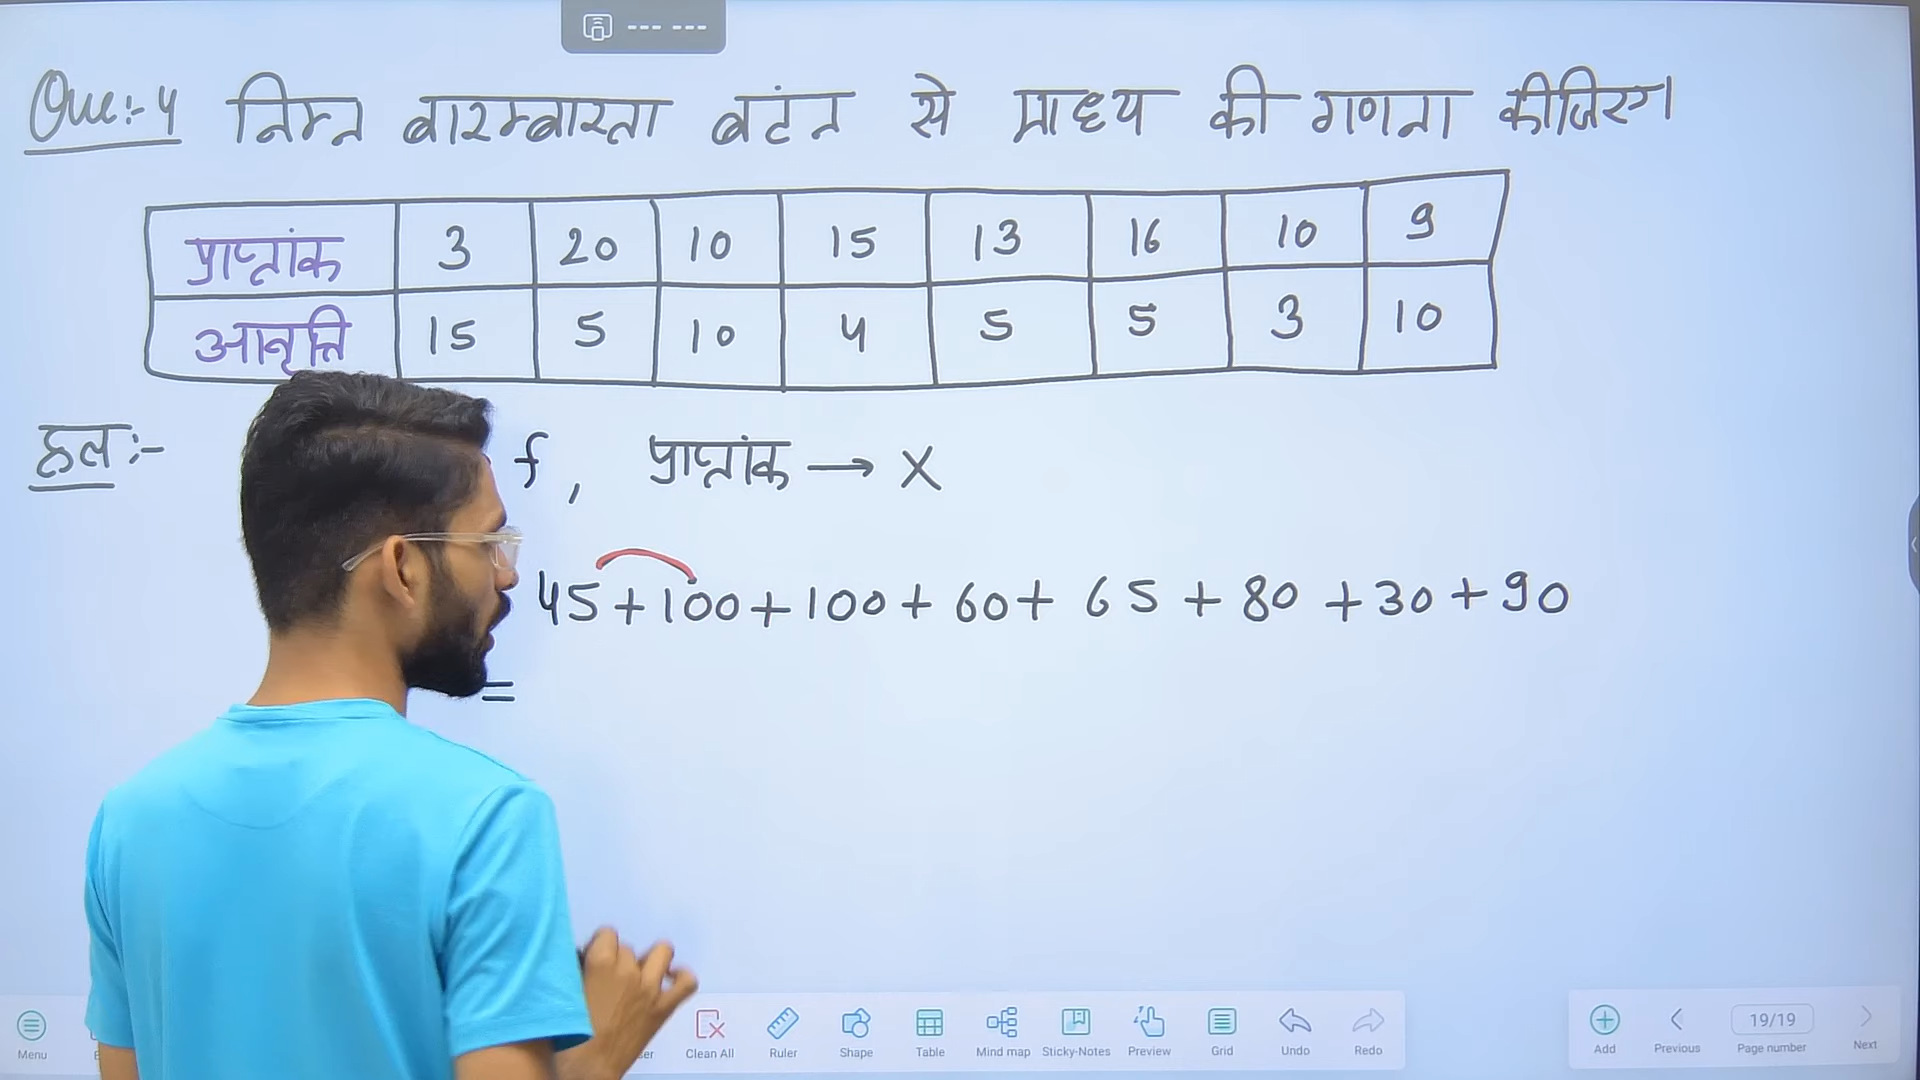 Que:- 4 निम्न बारम्बारता बटंन से माध्य की गणना कीजिए।
प्राप्तांक 3 20 10 15 13 16 10 9
आवृत्ति 15 5 10 4 5 5 3 10
हल:- f, प्राप्तांक → x
45+100+100+60+65+80+30+90
=
Menu Clean All Ruler Shape Table Mind map Sticky-Notes Preview Grid Undo Redo Add Previous 19/19 Page number Next